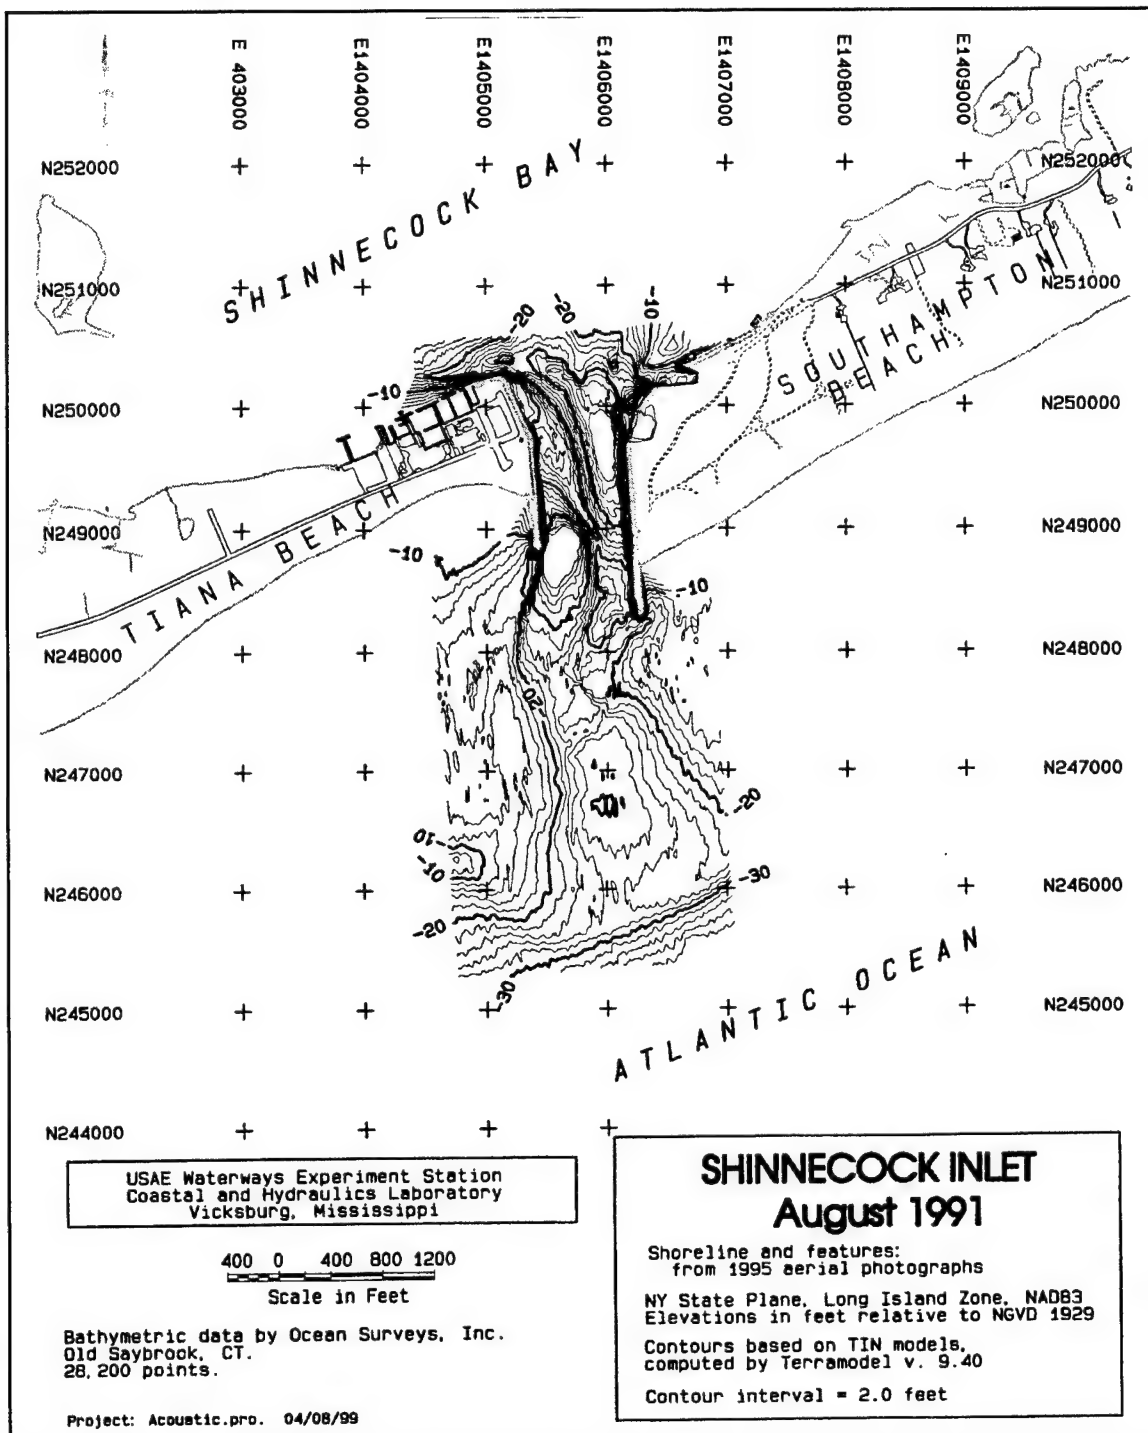 E 403000
E1404000
E1405000
E1406000
E1407000
E1408000
E1409000
N252000
N252000
SHINNECOCK BAY
N251000
N251000
-20
-20
-10
SOUTHAMPTON
BEACH
-10
N250000
N250000
TIANA BEACH
N249000
N249000
-10
-10
N248000
N248000
-20
N247000
N247000
-20
-10
-10
N246000
N246000
-30
-20
-30
ATLANTIC OCEAN
N245000
N245000
N244000
USAE Waterways Experiment Station
Coastal and Hydraulics Laboratory
Vicksburg, Mississippi
400 0 400 800 1200
Scale in Feet
Bathymetric data by Ocean Surveys, Inc.
Old Saybrook, CT.
28,200 points.
Project: Acoustic.pro. 04/08/99
SHINNECOCK INLET
August 1991
Shoreline and features:
from 1995 aerial photographs
NY State Plane, Long Island Zone, NAD83
Elevations in feet relative to NGVD 1929
Contours based on TIN models,
computed by Terramodel v. 9.40
Contour interval = 2.0 feet